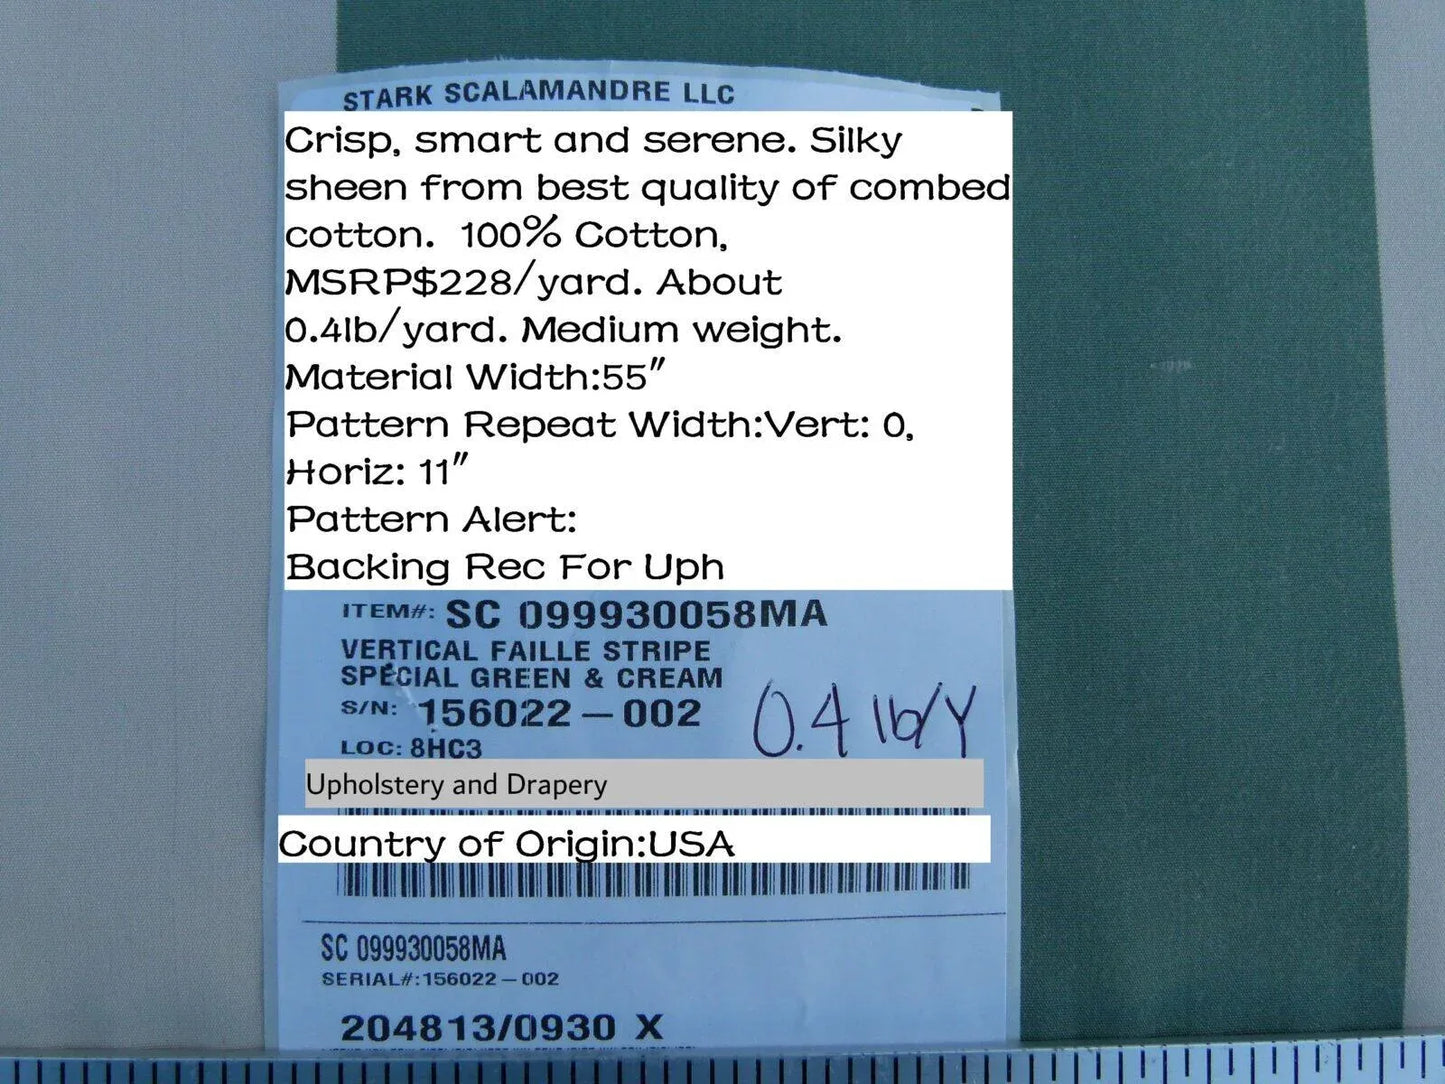 STARK SCALAMANDRE LLC
Crisp, smart and serene. Silky
sheen from best quality of combed
cotton. 100% Cotton,
MSRP$228/yard. About
0.4lb/yard. Medium weight.
Material Width:55"
Pattern Repeat Width:Vert: 0,
Horiz: 11"
Pattern Alert:
Backing Rec For Uph
ITEM#: SC 099930058MA
VERTICAL FAILLE STRIPE
SPECIAL GREEN & CREAM
S/N: 156022-002
0.4 lb/Y
LOC: 8HC3
Upholstery and Drapery
Country of Origin:USA
SC 099930058MA
SERIAL#:156022-002
204813/0930 X